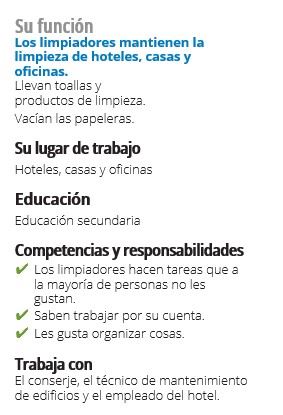 Su función
Los limpiadores mantienen la
limpieza de hoteles, casas y
oficinas.
Llevan toallas y
productos de limpieza.
Vacían las papeleras.
Su lugar de trabajo
Hoteles, casas y oficinas
Educación
Educación secundaria
Competencias y responsabilidades
✔ Los limpiadores hacen tareas que a
la mayoría de personas no les
gustan.
✔ Saben trabajar por su cuenta.
✔ Les gusta organizar cosas.
Trabaja con
El conserje, el técnico de mantenimiento
de edificios y el empleado del hotel.